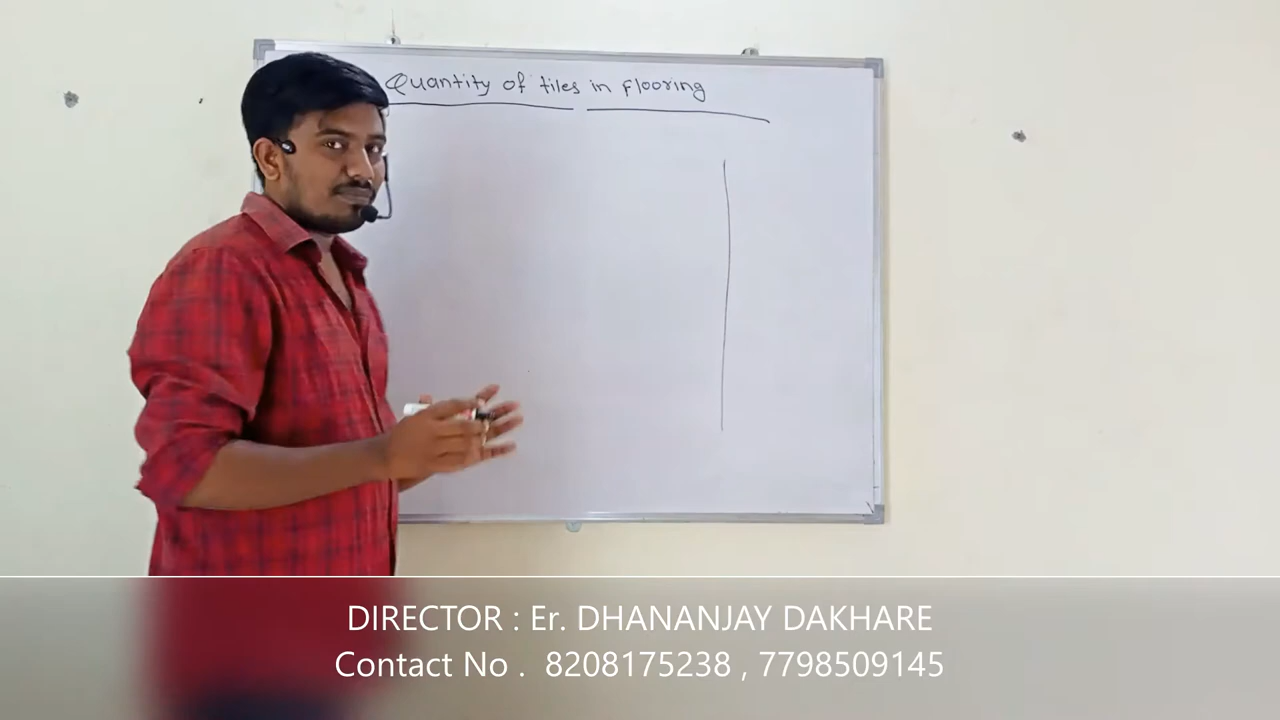 Quantity of tiles in flooring
DIRECTOR : Er. DHANANJAY DAKHARE
Contact No .  8208175238 , 7798509145